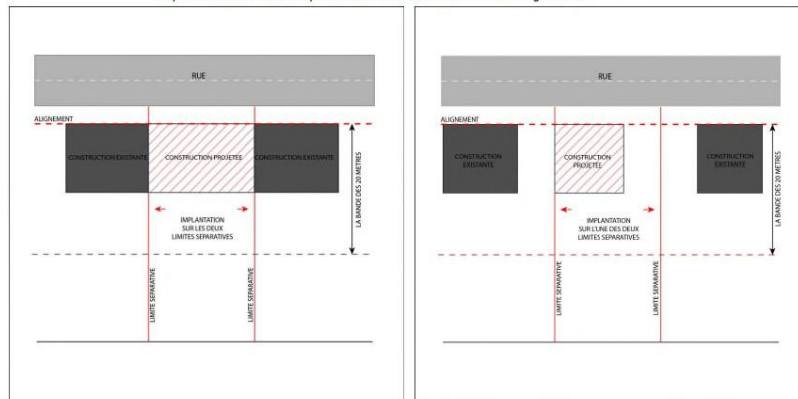 RUE
ALIGNEMENT
CONSTRUCTION EXISTANTE
CONSTRUCTION PROJETÉE
CONSTRUCTION EXISTANTE
LA BANDE DES 20 METRES
IMPLANTATION
SUR LES DEUX
LIMITES SEPARATIVES
LIMITE SEPARATIVE
LIMITE SEPARATIVE
RUE
ALIGNEMENT
CONSTRUCTION
EXISTANTE
CONSTRUCTION
PROJETÉE
CONSTRUCTION
EXISTANTE
LA BANDE DES 20 METRES
IMPLANTATION
SUR L'UNE DES DEUX
LIMITES SEPARATIVES
LIMITE SEPARATIVE
LIMITE SEPARATIVE